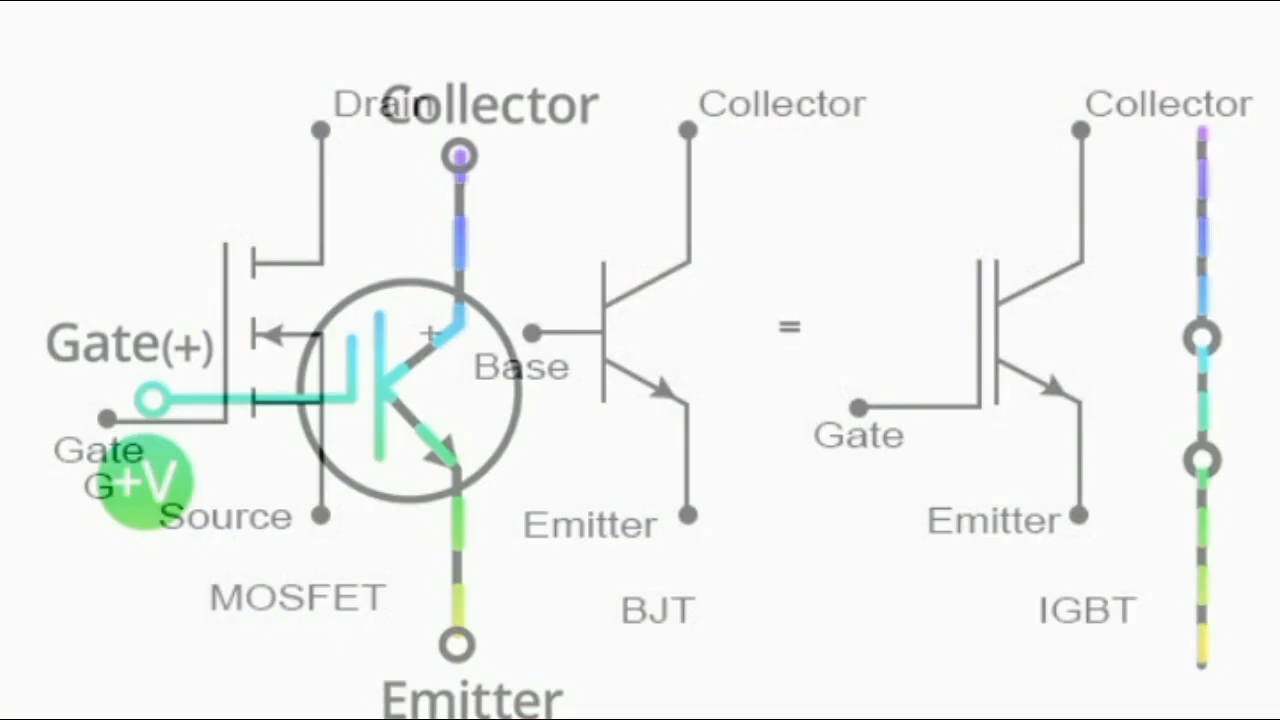 Drain
Collector
Collector
Collector
Gate(+)
+
Base
=
Gate
Gate
G
+V
Source
Emitter
Emitter
MOSFET
BJT
IGBT
Emitter